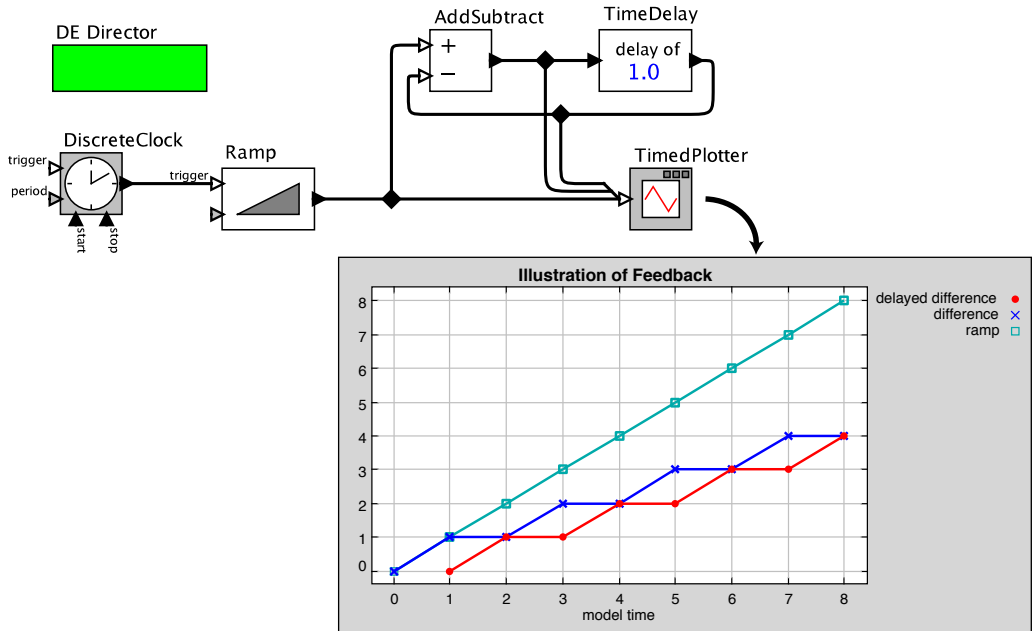 AddSubtract
TimeDelay
DE Director
+
−
delay of
1.0
DiscreteClock
Ramp
TimedPlotter
trigger
period
trigger
start
stop
Illustration of Feedback
delayed difference
difference
ramp
8
7
6
5
4
3
2
1
0
0 1 2 3 4 5 6 7 8
model time